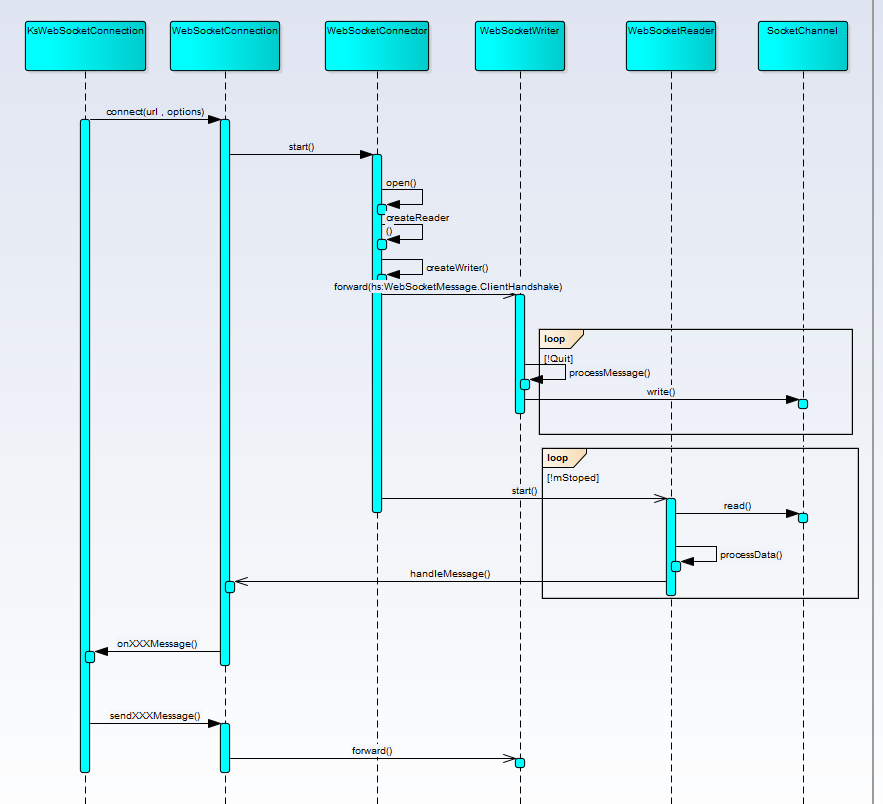 KsWebSocketConnection
WebSocketConnection
WebSocketConnector
WebSocketWriter
WebSocketReader
SocketChannel
connect(url , options)
start()
open()
createReader
()
createWriter()
forward(hs:WebSocketMessage.ClientHandshake)
loop
[!Quit]
processMessage()
write()
loop
[!mStoped]
start()
read()
processData()
handleMessage()
onXXXMessage()
sendXXXMessage()
forward()